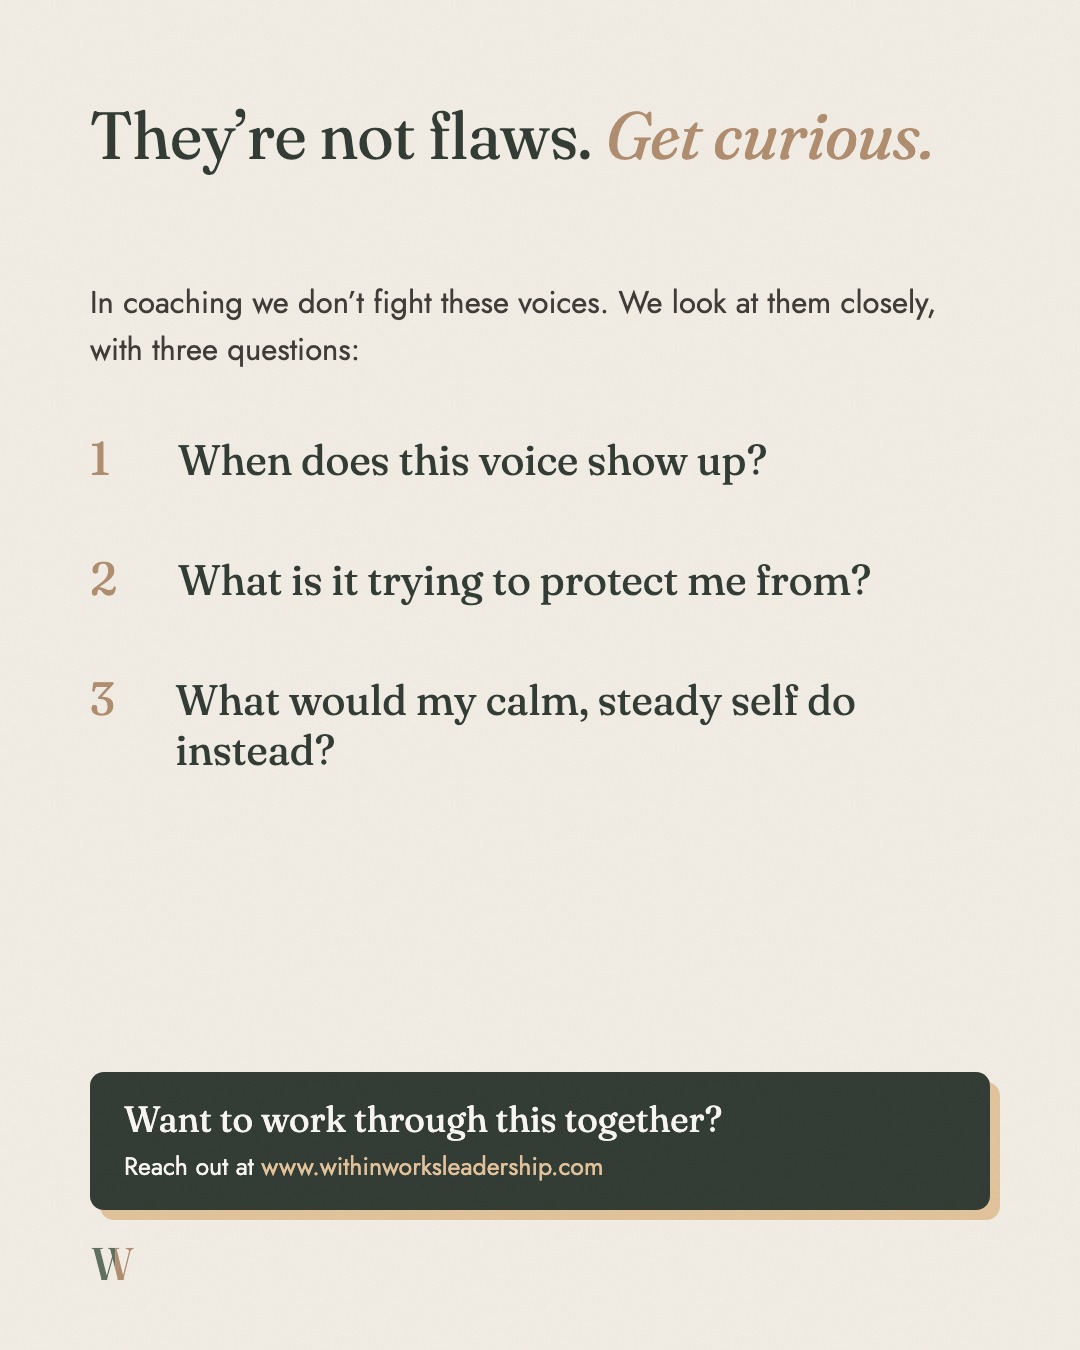 They’re not flaws. Get curious.
In coaching we don’t fight these voices. We look at them closely,
with three questions:
1 When does this voice show up?
2 What is it trying to protect me from?
3 What would my calm, steady self do
instead?
Want to work through this together?
Reach out at www.withinworksleadership.com
W